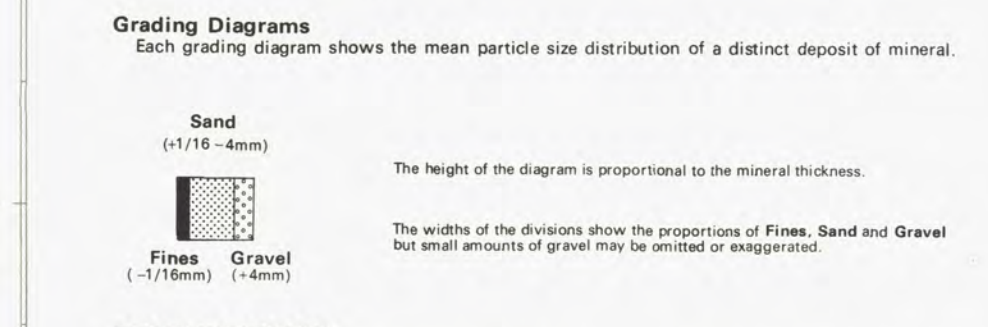 Grading Diagrams
Each grading diagram shows the mean particle size distribution of a distinct deposit of mineral.
Sand
(+1/16 – 4mm)
The height of the diagram is proportional to the mineral thickness.
The widths of the divisions show the proportions of Fines, Sand and Gravel
but small amounts of gravel may be omitted or exaggerated.
Fines Gravel
( –1/16mm) (+4mm)